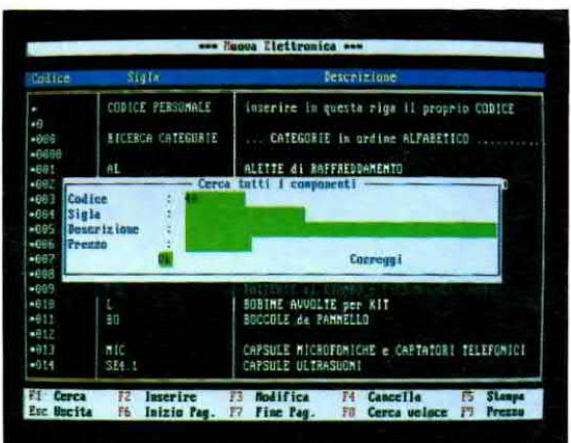 *** Nuova Elettronica ***
Codice Sigla Descrizione
* CODICE PERSONALE inserire in questa riga il proprio CODICE
*0
*000 RICERCA CATEGORIE ... CATEGORIE in ordine ALFABETICO ..........
*0000
*001 AL ALETTE di RAFFREDDAMENTO
*002
Cerca tutti i componenti
*003 Codice :
*004 Sigla :
*005 Descrizione :
*006 Prezzo :
*007 Ok Correggi
*008
*009
*010 L BOBINE AVVOLTE per KIT
*011 BO BOCCOLE da PANNELLO
*012
*013 MIC CAPSULE MICROFONICHE e CAPTATORI TELEFONICI
*014 SE4.1 CAPSULE ULTRASUONI
F1 Cerca F2 Inserire F3 Modifica F4 Cancella F5 Stampa
Esc Uscita F6 Inizio Pag. F7 Fine Pag. F8 Cerca veloce F9 Prezzo